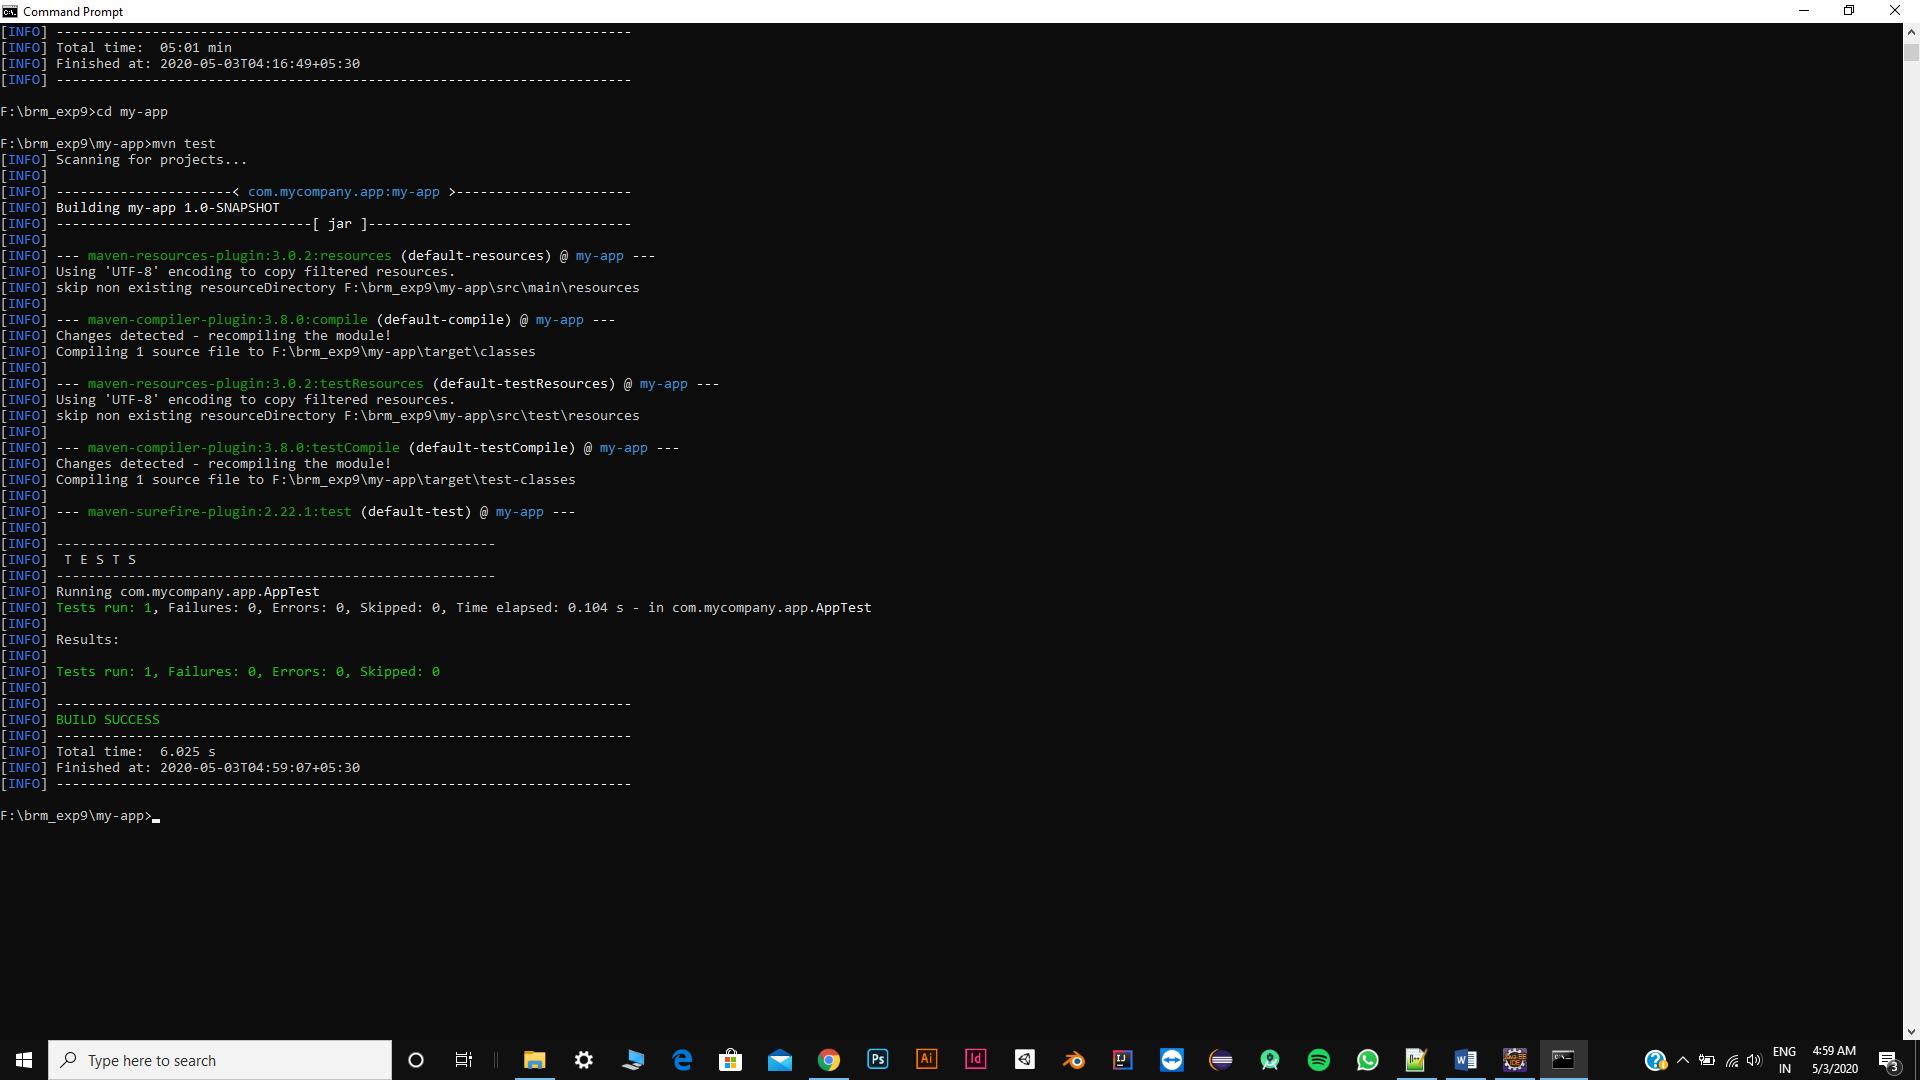 Command Prompt
[INFO] ------------------------------------------------------------------------
[INFO] Total time:  05:01 min
[INFO] Finished at: 2020-05-03T04:16:49+05:30
[INFO] ------------------------------------------------------------------------
F:\brm_exp9>cd my-app
F:\brm_exp9\my-app>mvn test
[INFO] Scanning for projects...
[INFO]
[INFO] ----------------------< com.mycompany.app:my-app >----------------------
[INFO] Building my-app 1.0-SNAPSHOT
[INFO] --------------------------------[ jar ]---------------------------------
[INFO]
[INFO] --- maven-resources-plugin:3.0.2:resources (default-resources) @ my-app ---
[INFO] Using 'UTF-8' encoding to copy filtered resources.
[INFO] skip non existing resourceDirectory F:\brm_exp9\my-app\src\main\resources
[INFO]
[INFO] --- maven-compiler-plugin:3.8.0:compile (default-compile) @ my-app ---
[INFO] Changes detected - recompiling the module!
[INFO] Compiling 1 source file to F:\brm_exp9\my-app\target\classes
[INFO]
[INFO] --- maven-resources-plugin:3.0.2:testResources (default-testResources) @ my-app ---
[INFO] Using 'UTF-8' encoding to copy filtered resources.
[INFO] skip non existing resourceDirectory F:\brm_exp9\my-app\src\test\resources
[INFO]
[INFO] --- maven-compiler-plugin:3.8.0:testCompile (default-testCompile) @ my-app ---
[INFO] Changes detected - recompiling the module!
[INFO] Compiling 1 source file to F:\brm_exp9\my-app\target\test-classes
[INFO]
[INFO] --- maven-surefire-plugin:2.22.1:test (default-test) @ my-app ---
[INFO]
[INFO] -------------------------------------------------------
[INFO]  T E S T S
[INFO] -------------------------------------------------------
[INFO] Running com.mycompany.app.AppTest
[INFO] Tests run: 1, Failures: 0, Errors: 0, Skipped: 0, Time elapsed: 0.104 s - in com.mycompany.app.AppTest
[INFO]
[INFO] Results:
[INFO]
[INFO] Tests run: 1, Failures: 0, Errors: 0, Skipped: 0
[INFO]
[INFO] ------------------------------------------------------------------------
[INFO] BUILD SUCCESS
[INFO] ------------------------------------------------------------------------
[INFO] Total time:  6.025 s
[INFO] Finished at: 2020-05-03T04:59:07+05:30
[INFO] ------------------------------------------------------------------------
F:\brm_exp9\my-app>
Type here to search
Ps
Ai
Id
IJ
ENG
IN
4:59 AM
5/3/2020
3